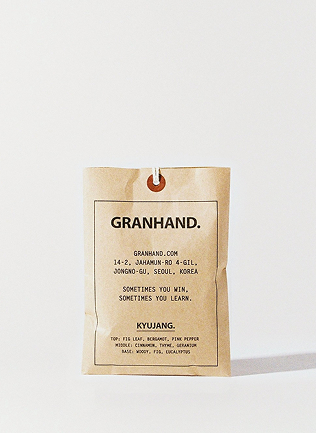 GRANHAND.
GRANHAND.COM
14-2, JAHAMUN-RO 4-GIL,
JONGNO-GU, SEOUL, KOREA
SOMETIMES YOU WIN,
SOMETIMES YOU LEARN.
KYUJANG.
TOP: FIG LEAF, BERGAMOT, PINK PEPPER
MIDDLE: CINNAMON, THYME, GERANIUM
BASE: WOODY, FIG, EUCALYPTUS